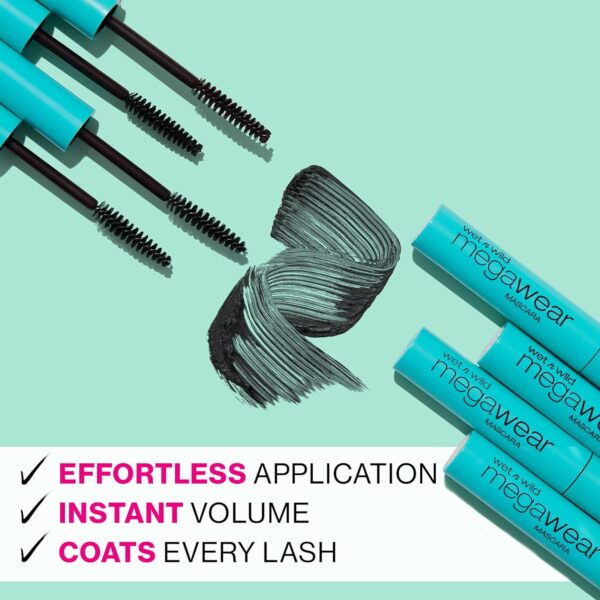 wet n wild
megawear
MASCARA
wet n wild
megawear
MASCARA
wet n wild
megawear
MASCARA
wet n wild
megawear
MASCARA
✓ EFFORTLESS APPLICATION
✓ INSTANT VOLUME
✓ COATS EVERY LASH